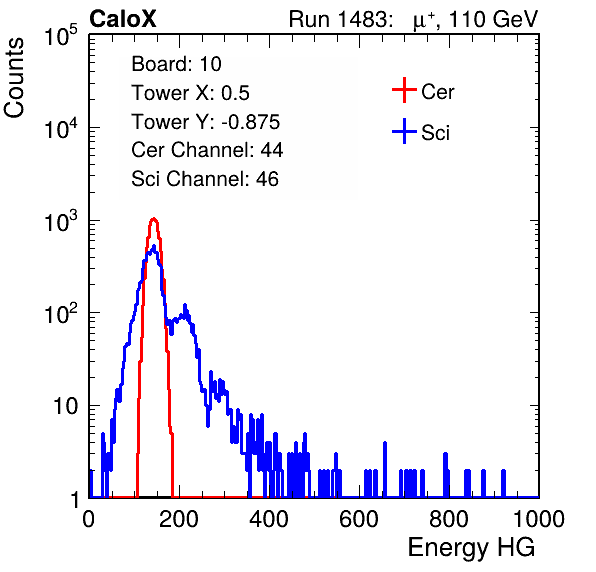 CaloX Run 1483: μ⁺, 110 GeV
Board: 10
Tower X: 0.5
Tower Y: -0.875
Cer Channel: 44
Sci Channel: 46
Cer
Sci
Counts
10⁵
10⁴
10³
10²
10
1
0 200 400 600 800 1000
Energy HG